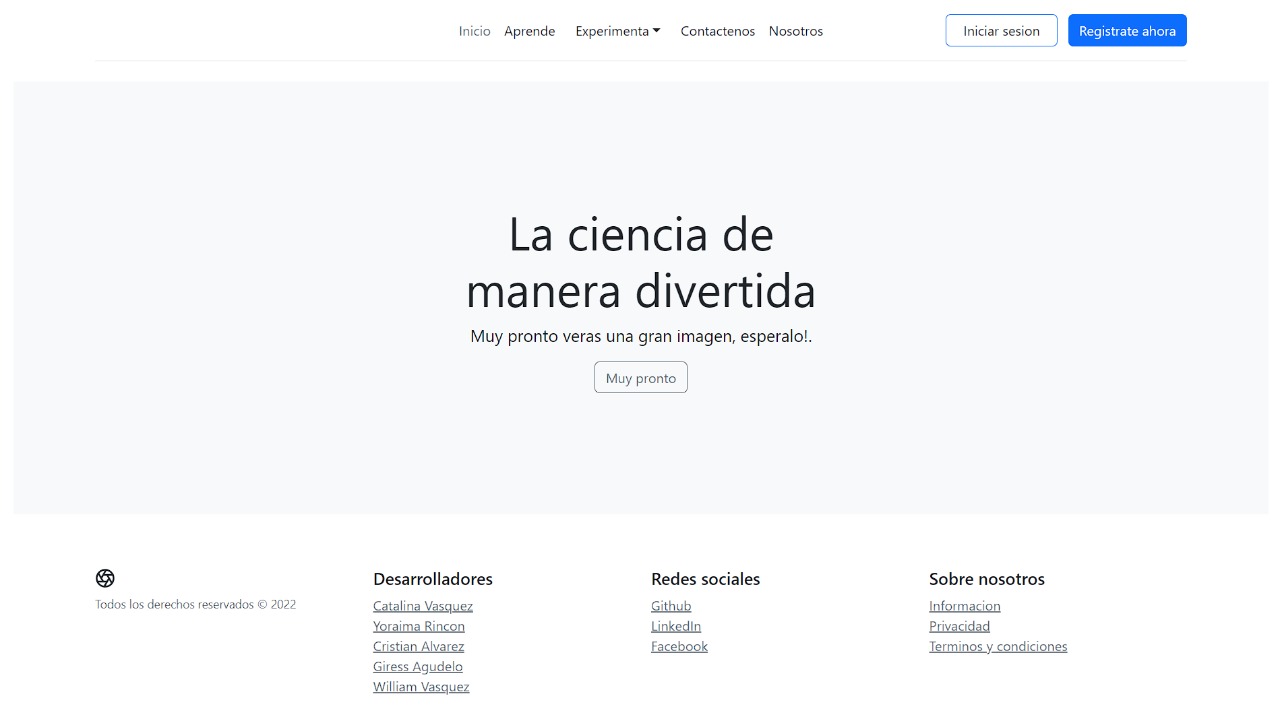 Inicio Aprende Experimenta Contactenos Nosotros Iniciar sesion Registrate ahora
La ciencia de
manera divertida
Muy pronto veras una gran imagen, esperalo!.
Muy pronto
Todos los derechos reservados © 2022
Desarrolladores
Catalina Vasquez
Yoraima Rincon
Cristian Alvarez
Giress Agudelo
William Vasquez
Redes sociales
Github
LinkedIn
Facebook
Sobre nosotros
Informacion
Privacidad
Terminos y condiciones